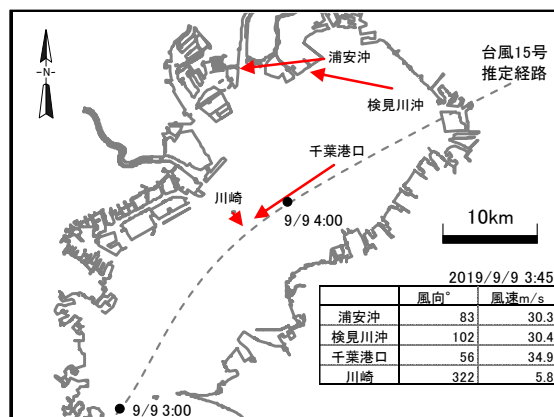 -N-
浦安沖
台風15号
推定経路
検見川沖
千葉港口
川崎
9/9 4:00
10km
2019/9/9 3:45
風向° 風速m/s
浦安沖 83 30.3
検見川沖 102 30.4
千葉港口 56 34.9
川崎 322 5.8
9/9 3:00